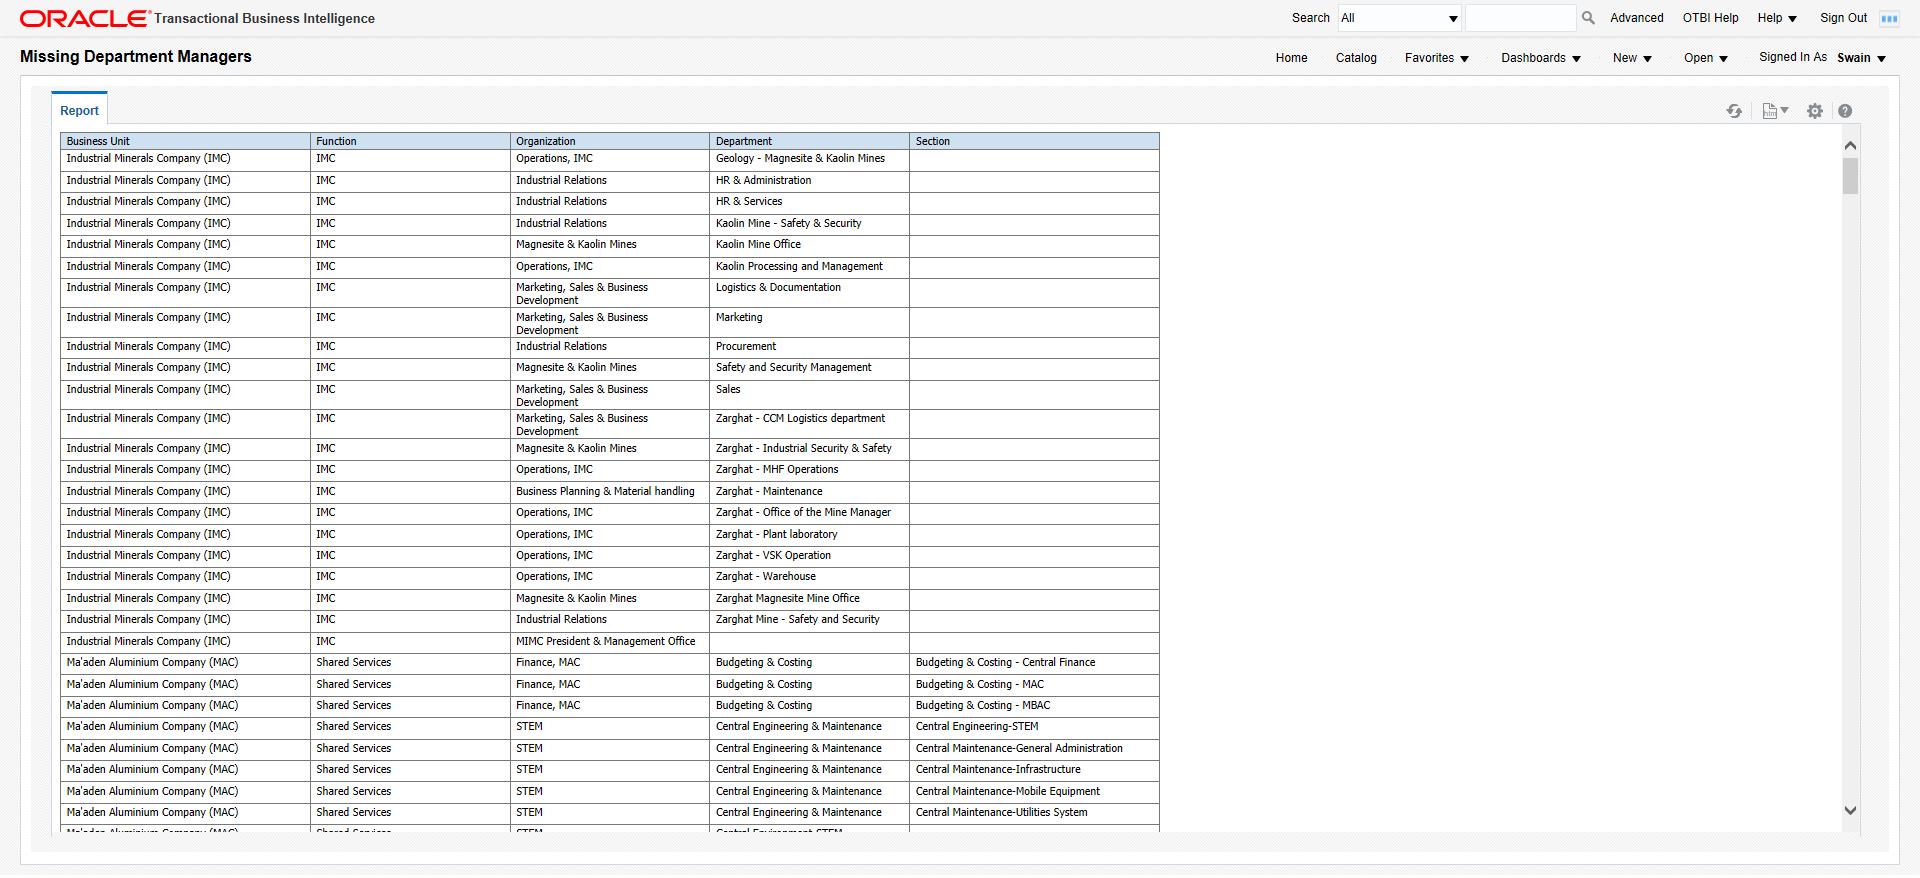 ORACLE Transactional Business Intelligence Search All Advanced OTBI Help Help Sign Out
Missing Department Managers Home Catalog Favorites Dashboards New Open Signed In As Swain
Report
Business Unit Function Organization Department Section
Industrial Minerals Company (IMC) IMC Operations, IMC Geology - Magnesite & Kaolin Mines
Industrial Minerals Company (IMC) IMC Industrial Relations HR & Administration
Industrial Minerals Company (IMC) IMC Industrial Relations HR & Services
Industrial Minerals Company (IMC) IMC Industrial Relations Kaolin Mine - Safety & Security
Industrial Minerals Company (IMC) IMC Magnesite & Kaolin Mines Kaolin Mine Office
Industrial Minerals Company (IMC) IMC Operations, IMC Kaolin Processing and Management
Industrial Minerals Company (IMC) IMC Marketing, Sales & Business Logistics & Documentation
Development
Industrial Minerals Company (IMC) IMC Marketing, Sales & Business Marketing
Development
Industrial Minerals Company (IMC) IMC Industrial Relations Procurement
Industrial Minerals Company (IMC) IMC Magnesite & Kaolin Mines Safety and Security Management
Industrial Minerals Company (IMC) IMC Marketing, Sales & Business Sales
Development
Industrial Minerals Company (IMC) IMC Marketing, Sales & Business Zarghat - CCM Logistics department
Development
Industrial Minerals Company (IMC) IMC Magnesite & Kaolin Mines Zarghat - Industrial Security & Safety
Industrial Minerals Company (IMC) IMC Operations, IMC Zarghat - MHF Operations
Industrial Minerals Company (IMC) IMC Business Planning & Material handling Zarghat - Maintenance
Industrial Minerals Company (IMC) IMC Operations, IMC Zarghat - Office of the Mine Manager
Industrial Minerals Company (IMC) IMC Operations, IMC Zarghat - Plant laboratory
Industrial Minerals Company (IMC) IMC Operations, IMC Zarghat - VSK Operation
Industrial Minerals Company (IMC) IMC Operations, IMC Zarghat - Warehouse
Industrial Minerals Company (IMC) IMC Magnesite & Kaolin Mines Zarghat Magnesite Mine Office
Industrial Minerals Company (IMC) IMC Industrial Relations Zarghat Mine - Safety and Security
Industrial Minerals Company (IMC) IMC MIMC President & Management Office
Ma'aden Aluminium Company (MAC) Shared Services Finance, MAC Budgeting & Costing Budgeting & Costing - Central Finance
Ma'aden Aluminium Company (MAC) Shared Services Finance, MAC Budgeting & Costing Budgeting & Costing - MAC
Ma'aden Aluminium Company (MAC) Shared Services Finance, MAC Budgeting & Costing Budgeting & Costing - MBAC
Ma'aden Aluminium Company (MAC) Shared Services STEM Central Engineering & Maintenance Central Engineering-STEM
Ma'aden Aluminium Company (MAC) Shared Services STEM Central Engineering & Maintenance Central Maintenance-General Administration
Ma'aden Aluminium Company (MAC) Shared Services STEM Central Engineering & Maintenance Central Maintenance-Infrastructure
Ma'aden Aluminium Company (MAC) Shared Services STEM Central Engineering & Maintenance Central Maintenance-Mobile Equipment
Ma'aden Aluminium Company (MAC) Shared Services STEM Central Engineering & Maintenance Central Maintenance-Utilities System